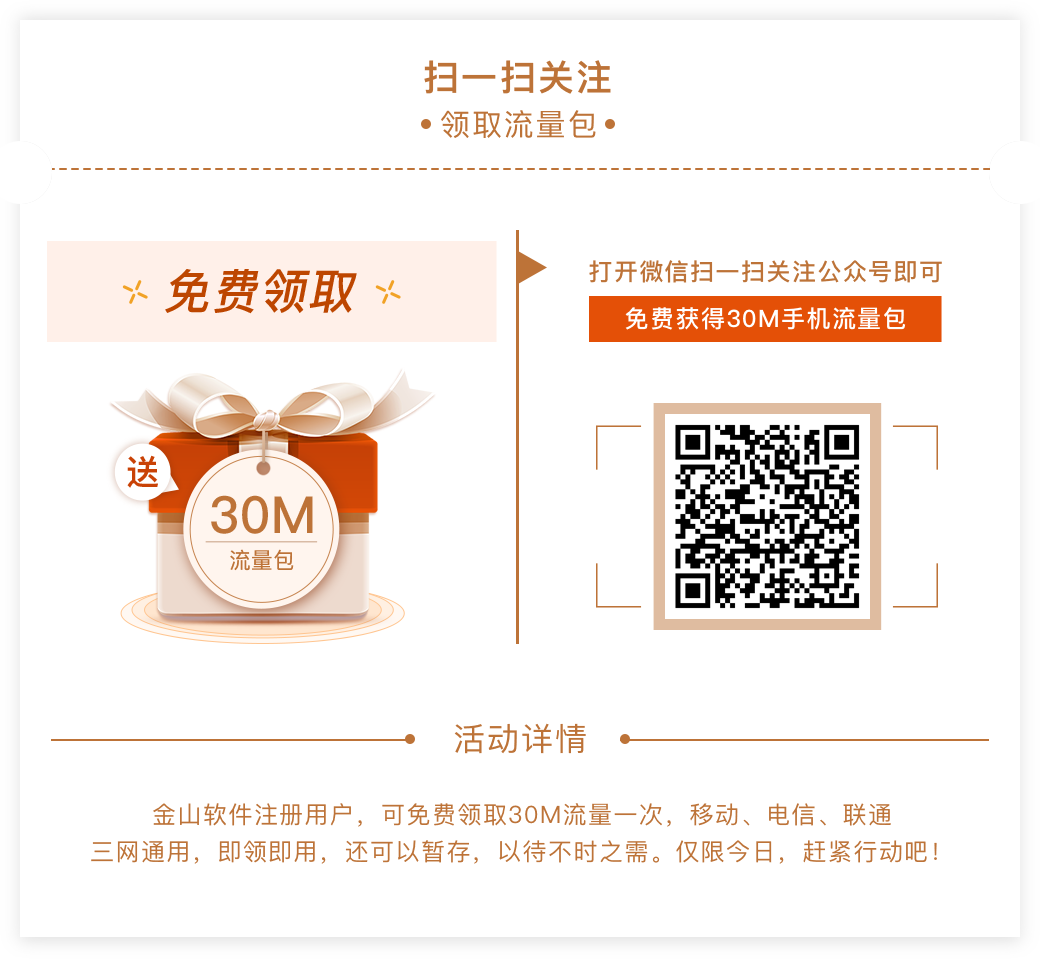 扫一扫关注
•领取流量包•
免费领取
打开微信扫一扫关注公众号即可
免费获得30M手机流量包
送
30M
流量包
活动详情
金山软件注册用户，可免费领取30M流量一次，移动、电信、联通
三网通用，即领即用，还可以暂存，以待不时之需。仅限今日，赶紧行动吧！